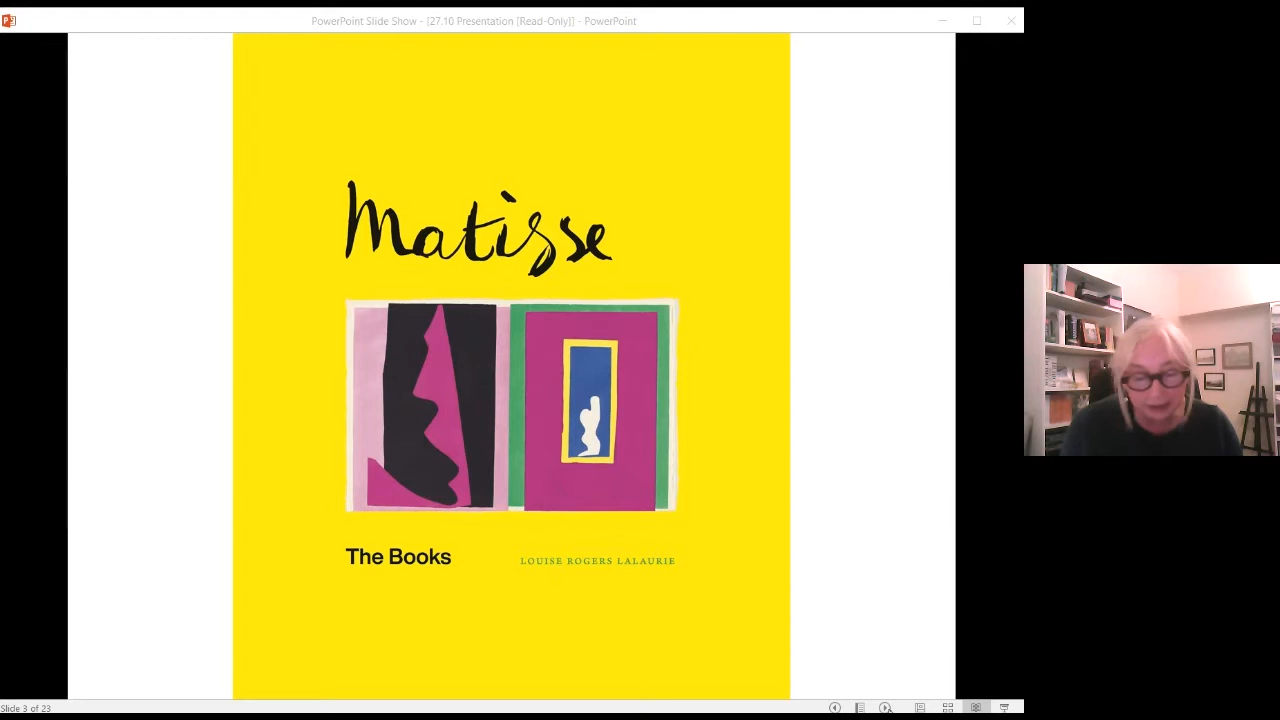 PowerPoint Slide Show - [27.10 Presentation [Read-Only]] - PowerPoint
Matisse
The Books
LOUISE ROGERS LALAURIE
Slide 3 of 23